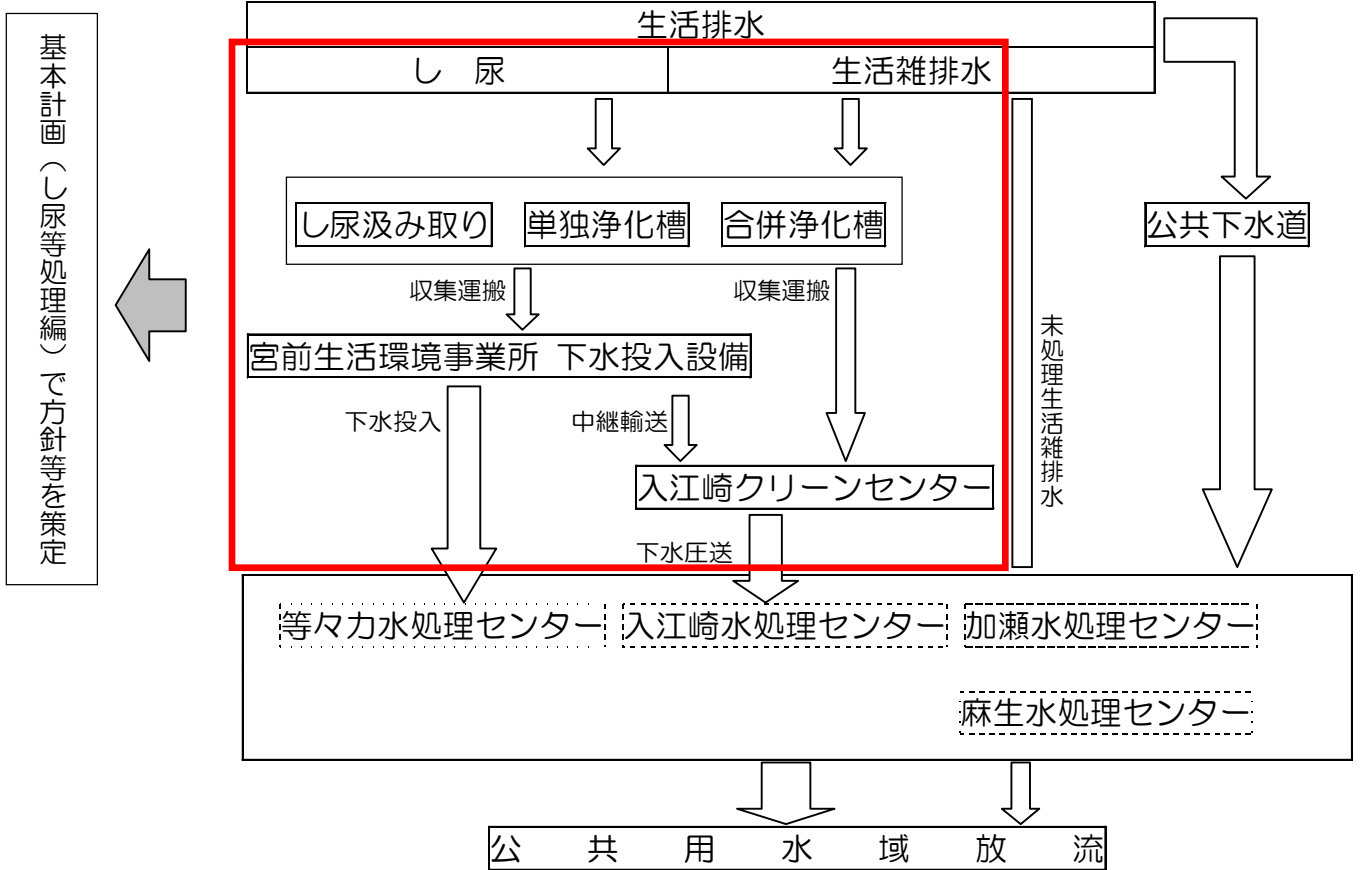 生活排水
し 尿
生活雑排水
基本計画（し尿等処理編）で方針等を策定
し尿汲み取り
単独浄化槽
合併浄化槽
公共下水道
収集運搬
収集運搬
宮前生活環境事業所 下水投入設備
未処理生活雑排水
下水投入
中継輸送
入江崎クリーンセンター
下水圧送
等々力水処理センター
入江崎水処理センター
加瀬水処理センター
麻生水処理センター
公 共 用 水 域 放 流